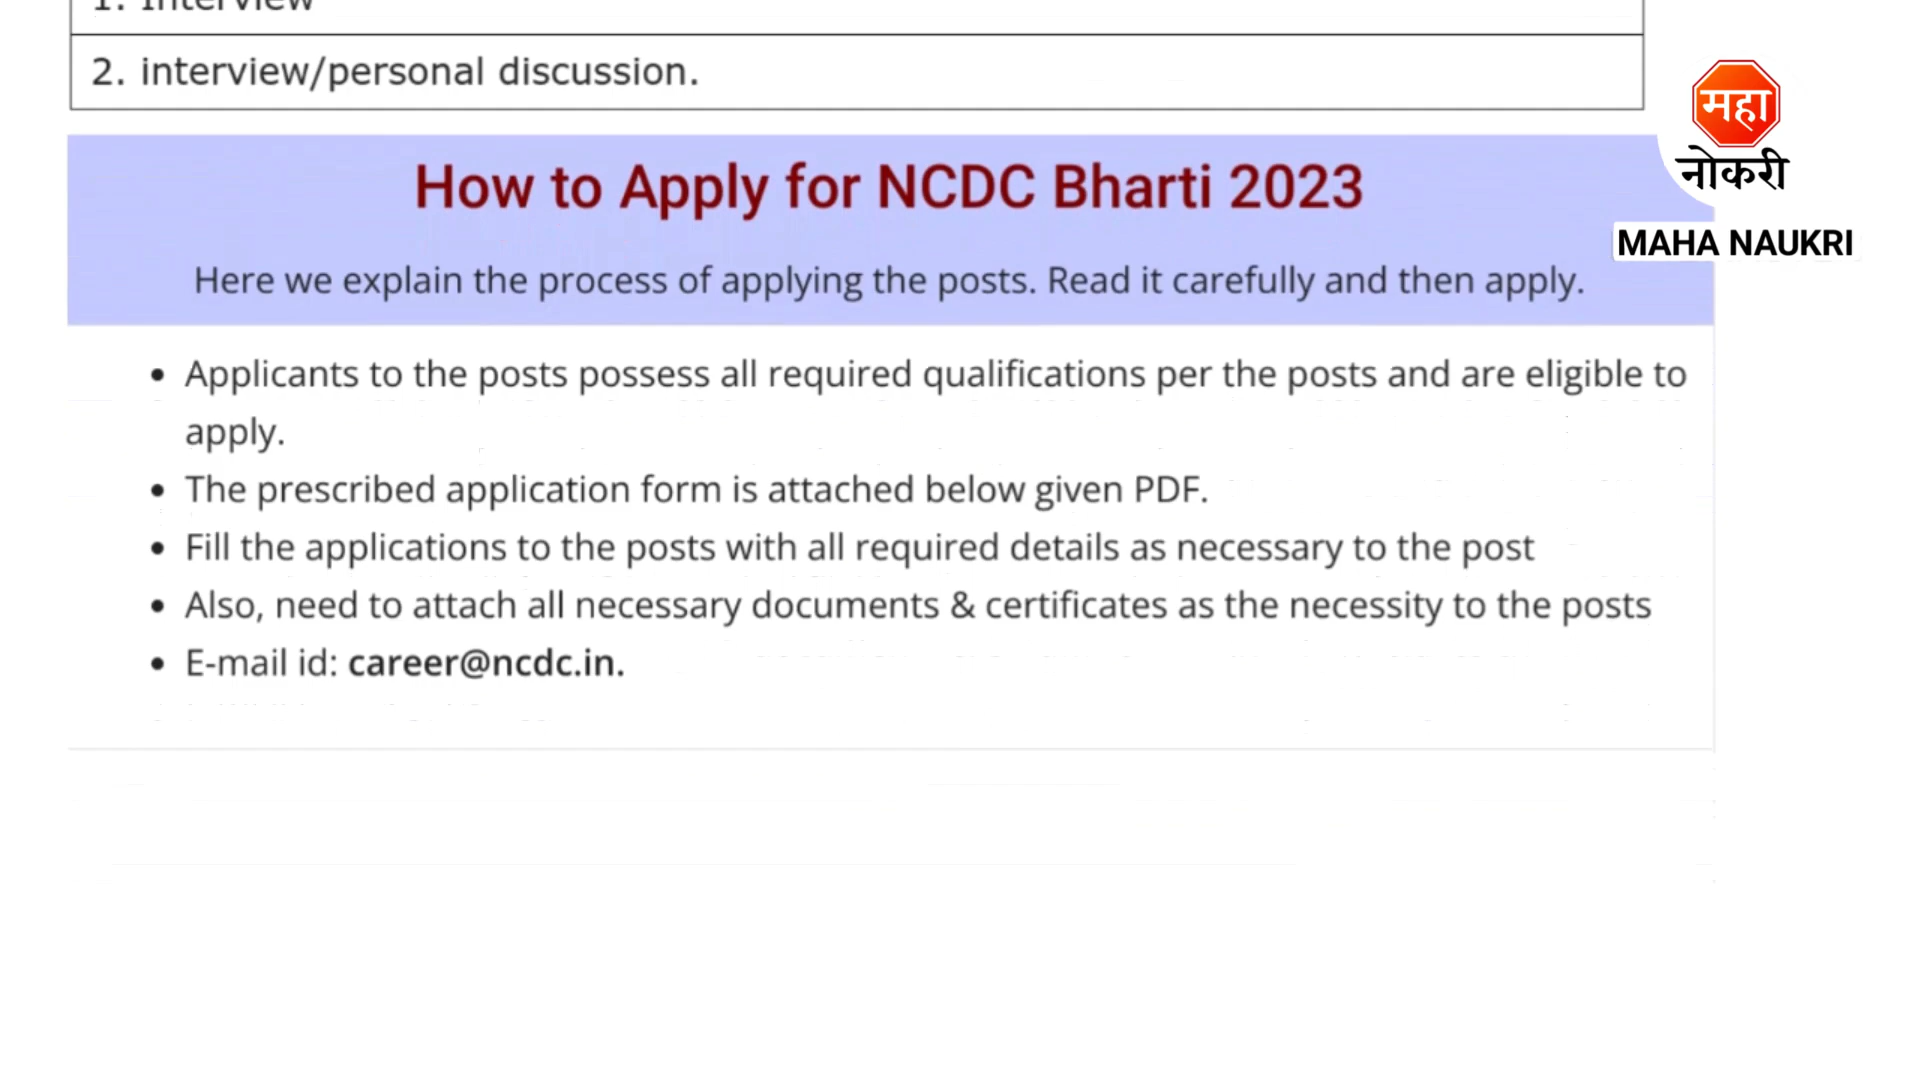 1. Interview
2. interview/personal discussion.
महा
नोकरी
MAHA NAUKRI
How to Apply for NCDC Bharti 2023
Here we explain the process of applying the posts. Read it carefully and then apply.
• Applicants to the posts possess all required qualifications per the posts and are eligible to
apply.
• The prescribed application form is attached below given PDF.
• Fill the applications to the posts with all required details as necessary to the post
• Also, need to attach all necessary documents & certificates as the necessity to the posts
• E-mail id: career@ncdc.in.